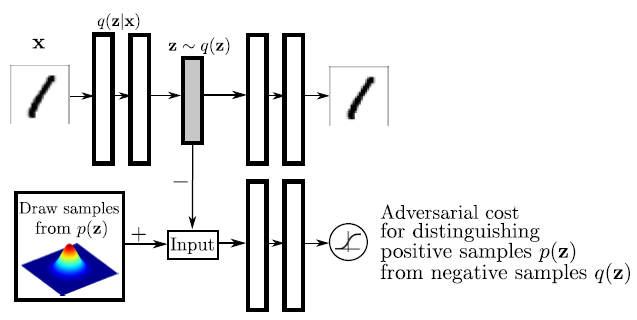 q(z|x)
x
z ∼ q(z)
−
Draw samples
from p(z)
+
Input
Adversarial cost
for distinguishing
positive samples p(z)
from negative samples q(z)